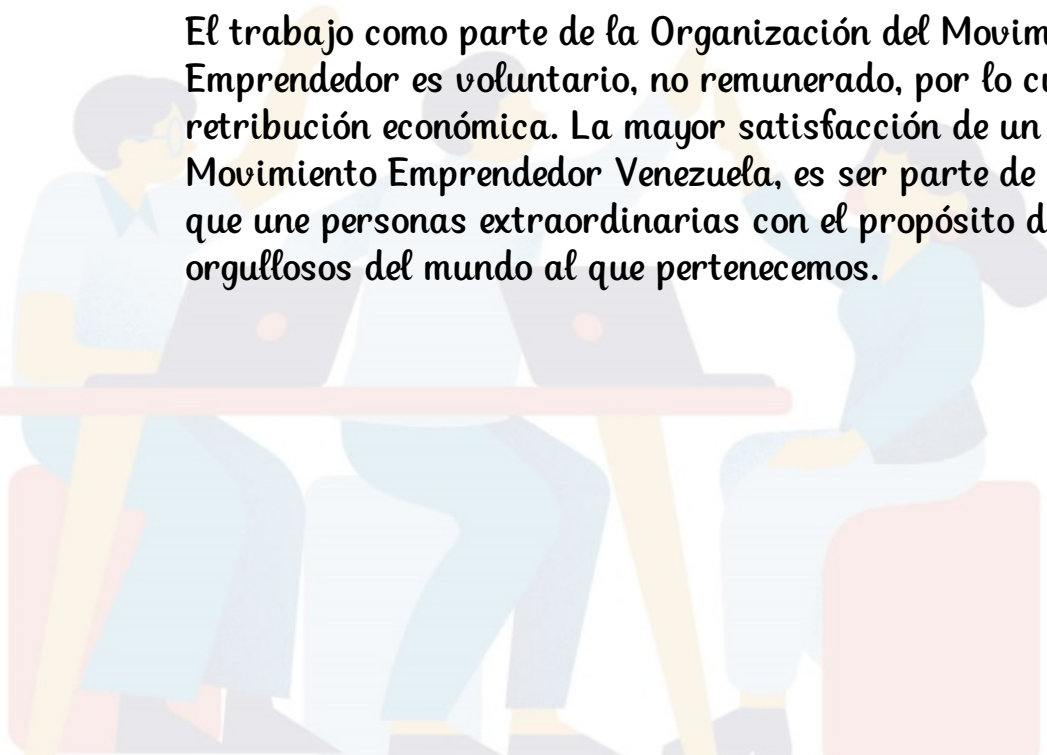 El trabajo como parte de la Organización del Movim
Emprendedor es voluntario, no remunerado, por lo cu
retribución económica. La mayor satisfacción de un
Movimiento Emprendedor Venezuela, es ser parte de
que une personas extraordinarias con el propósito d
orgullosos del mundo al que pertenecemos.